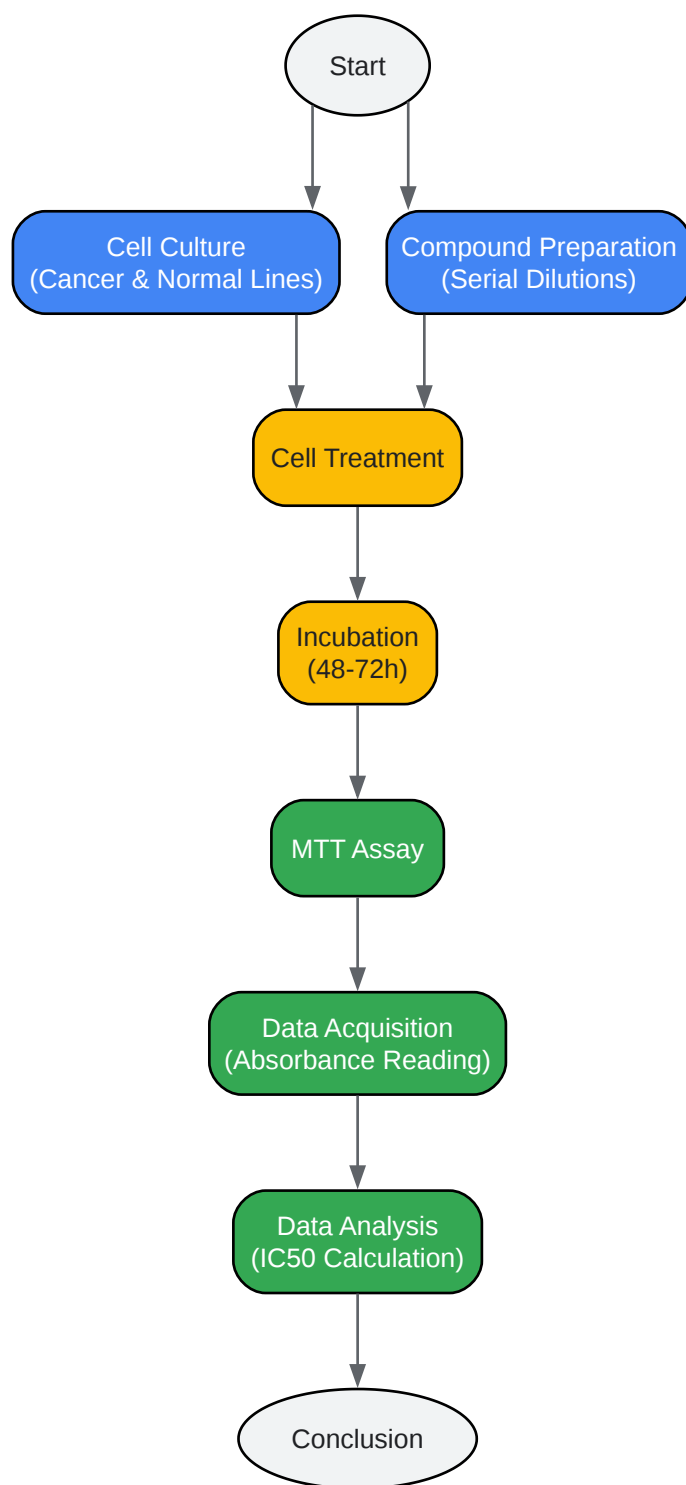 Start
Cell Culture
(Cancer & Normal Lines)
Compound Preparation
(Serial Dilutions)
Cell Treatment
Incubation
(48-72h)
MTT Assay
Data Acquisition
(Absorbance Reading)
Data Analysis
(IC50 Calculation)
Conclusion